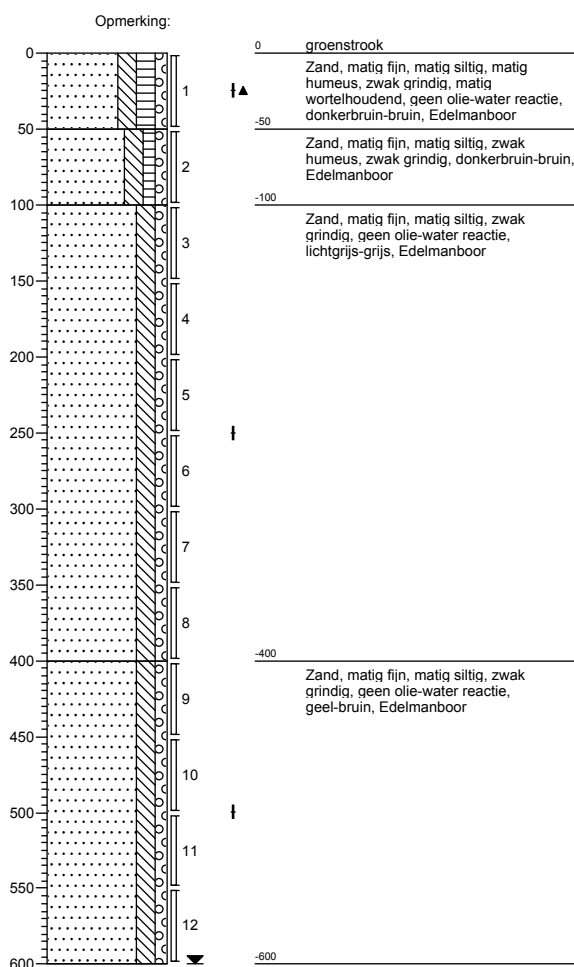 Opmerking:
0
50
100
150
200
250
300
350
400
450
500
550
600
1
2
3
4
5
6
7
8
9
10
11
12
0
groenstrook
Zand, matig fijn, matig siltig, matig
humeus, zwak grindig, matig
wortelhoudend, geen olie-water reactie,
donkerbruin-bruin, Edelmanboor
-50
Zand, matig fijn, matig siltig, zwak
humeus, zwak grindig, donkerbruin-bruin,
Edelmanboor
-100
Zand, matig fijn, matig siltig, zwak
grindig, geen olie-water reactie,
lichtgrijs-grijs, Edelmanboor
-400
Zand, matig fijn, matig siltig, zwak
grindig, geen olie-water reactie,
geel-bruin, Edelmanboor
-600